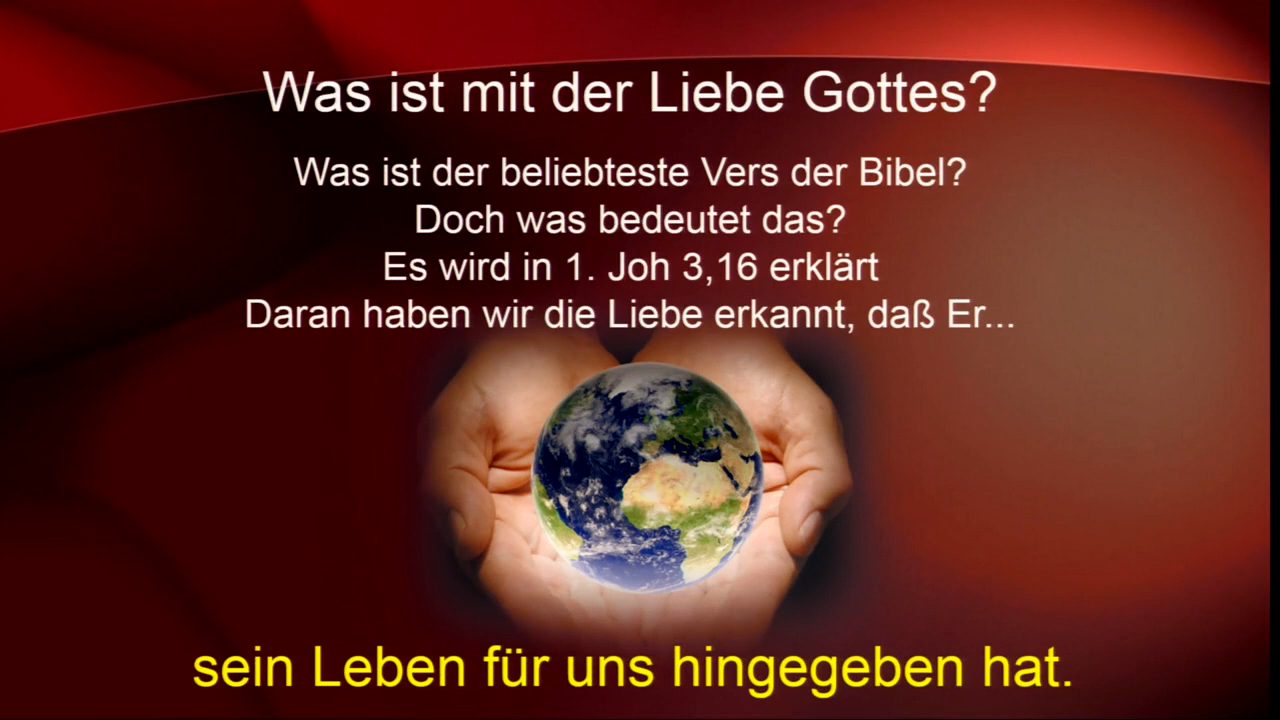 Was ist mit der Liebe Gottes?
Was ist der beliebteste Vers der Bibel?
Doch was bedeutet das?
Es wird in 1. Joh 3,16 erklärt
Daran haben wir die Liebe erkannt, daß Er...
sein Leben für uns hingegeben hat.